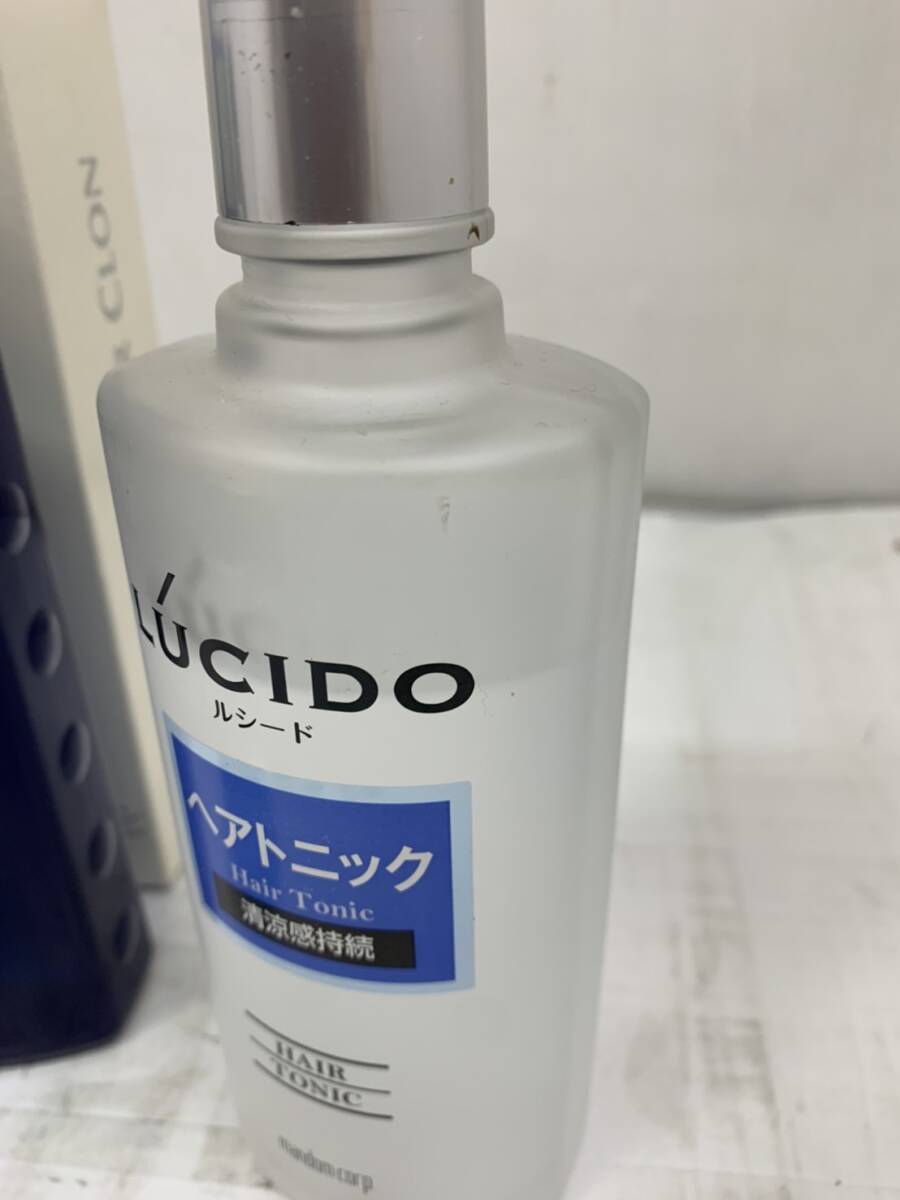 LÚCIDO
ルシード
ヘアトニック
Hair Tonic
清涼感持続
HAIR
TONIC
mandom corp
CLON